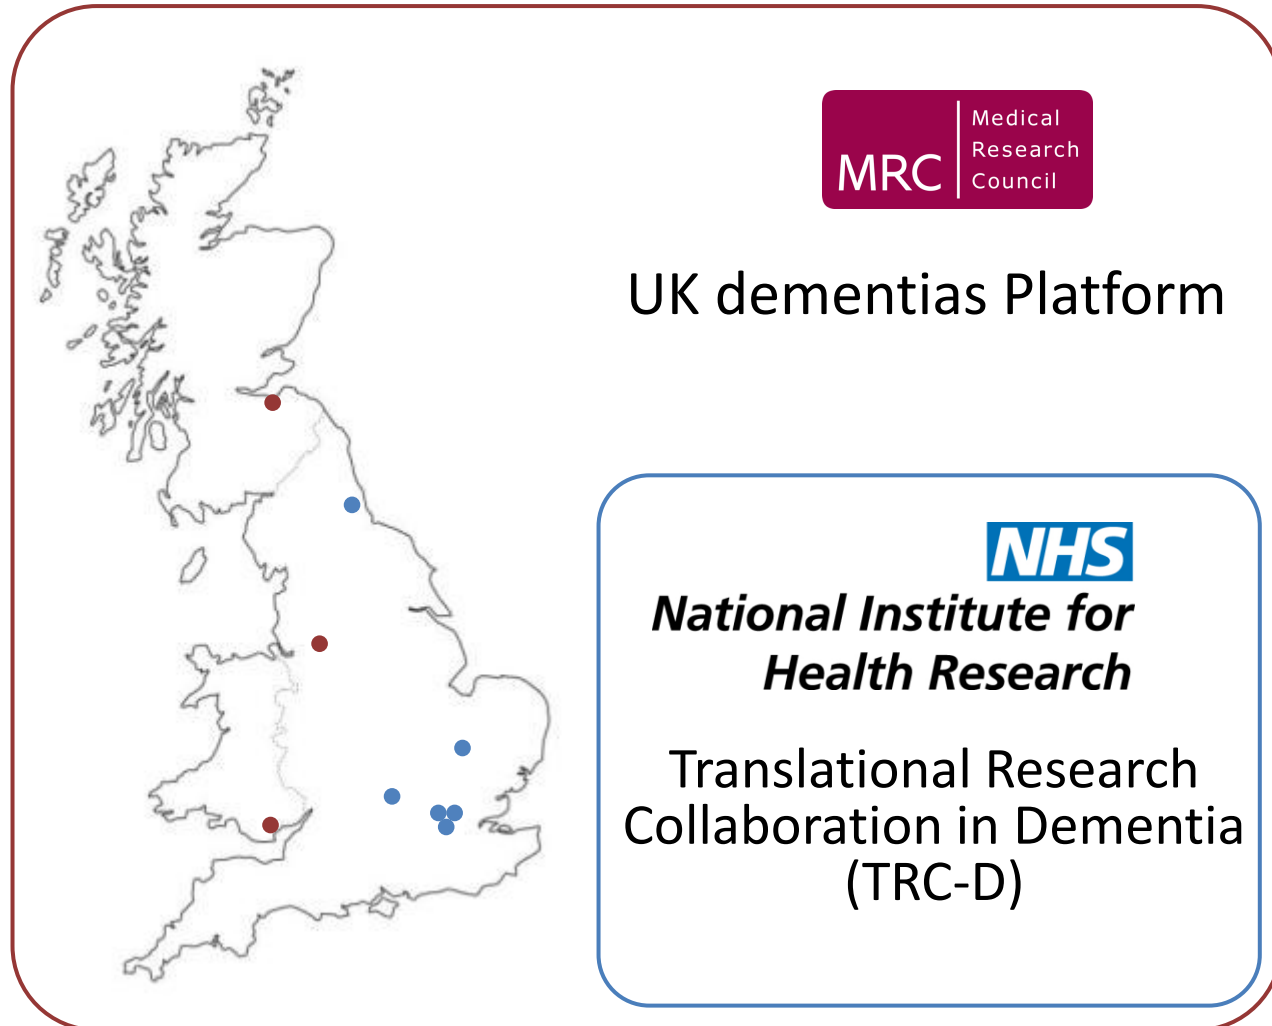 MRC
Medical
Research
Council
UK dementias Platform
NHS
National Institute for
Health Research
Translational Research
Collaboration in Dementia
(TRC-D)